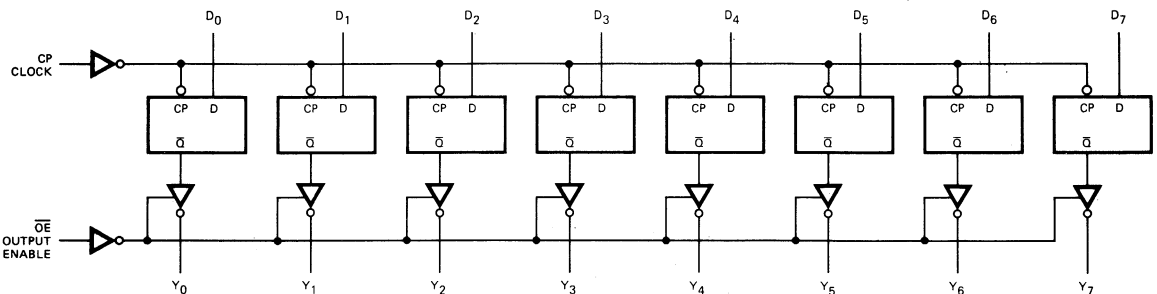 D0 D1 D2 D3 D4 D5 D6 D7
CP
CLOCK
CP D CP D CP D CP D CP D CP D CP D CP D
Q̅ Q̅ Q̅ Q̅ Q̅ Q̅ Q̅ Q̅
O̅E̅
OUTPUT
ENABLE
Y0 Y1 Y2 Y3 Y4 Y5 Y6 Y7